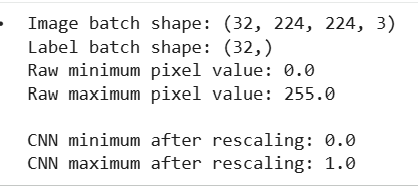 Image batch shape: (32, 224, 224, 3)
Label batch shape: (32,)
Raw minimum pixel value: 0.0
Raw maximum pixel value: 255.0
CNN minimum after rescaling: 0.0
CNN maximum after rescaling: 1.0